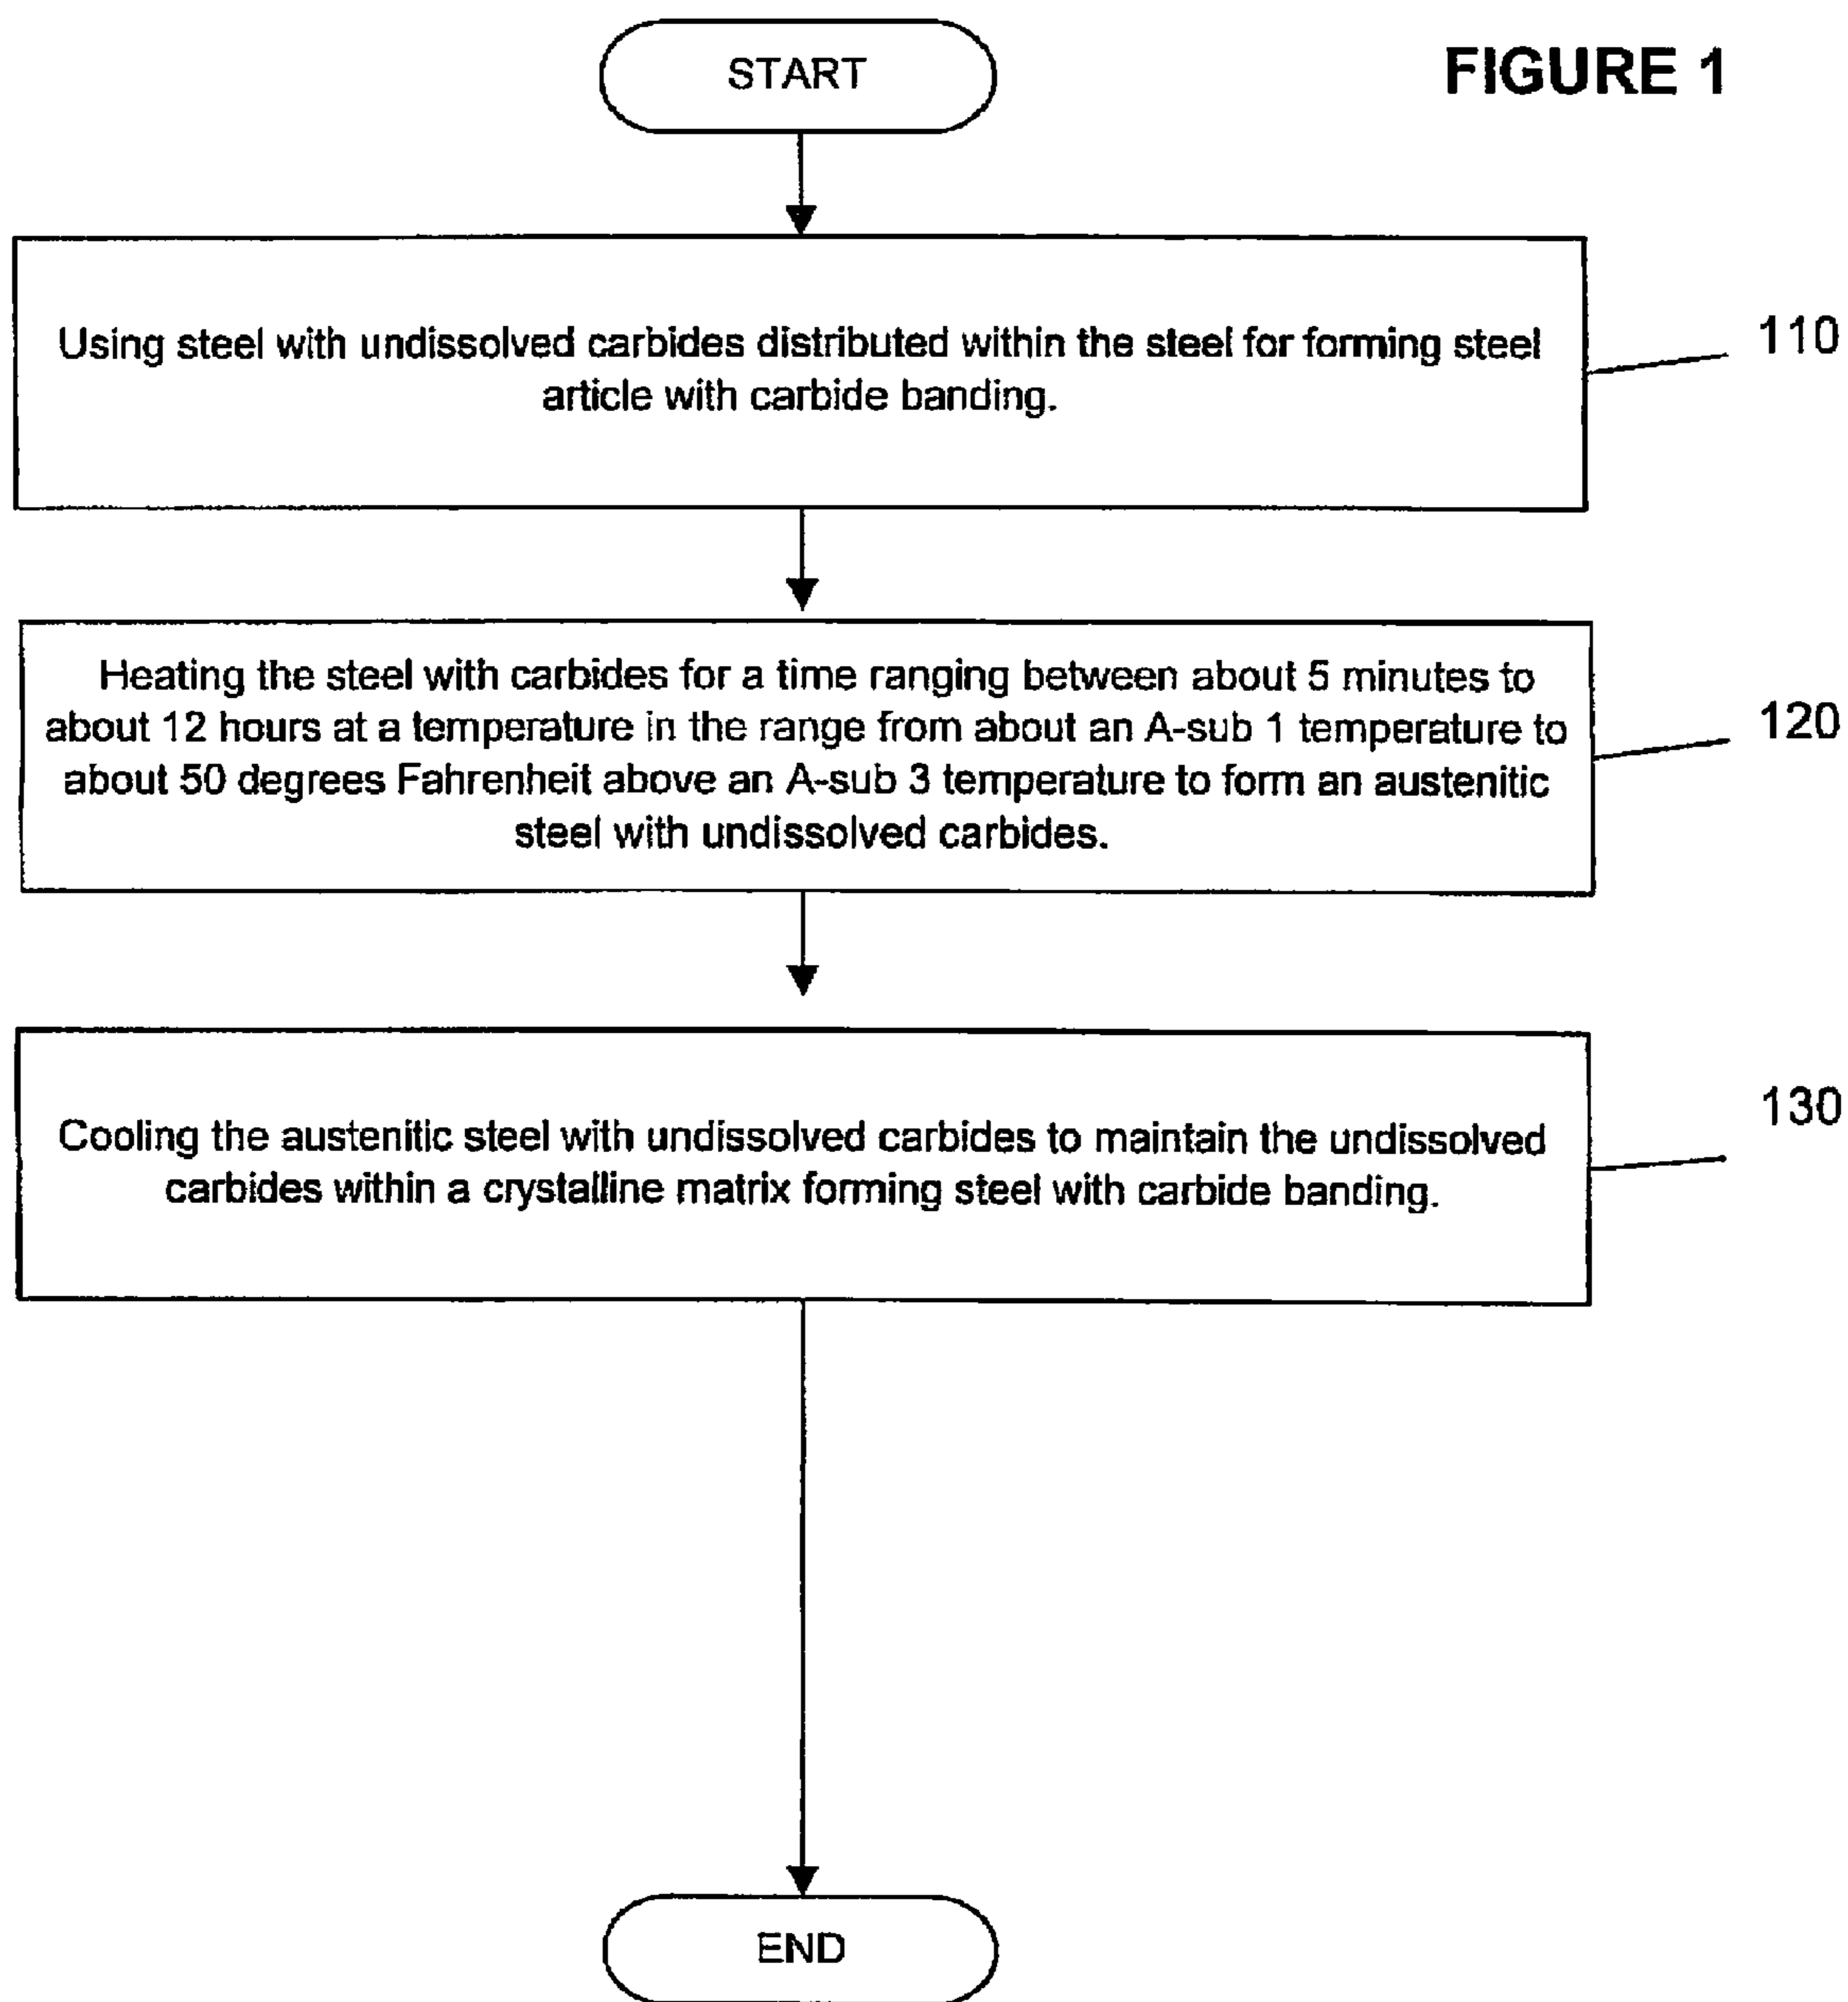 FIGURE 1
START
Using steel with undissolved carbides distributed within the steel for forming steel
article with carbide banding.
110
Heating the steel with carbides for a time ranging between about 5 minutes to
about 12 hours at a temperature in the range from about an A-sub 1 temperature to
about 50 degrees Fahrenheit above an A-sub 3 temperature to form an austenitic
steel with undissolved carbides.
120
Cooling the austenitic steel with undissolved carbides to maintain the undissolved
carbides within a crystalline matrix forming steel with carbide banding.
130
END